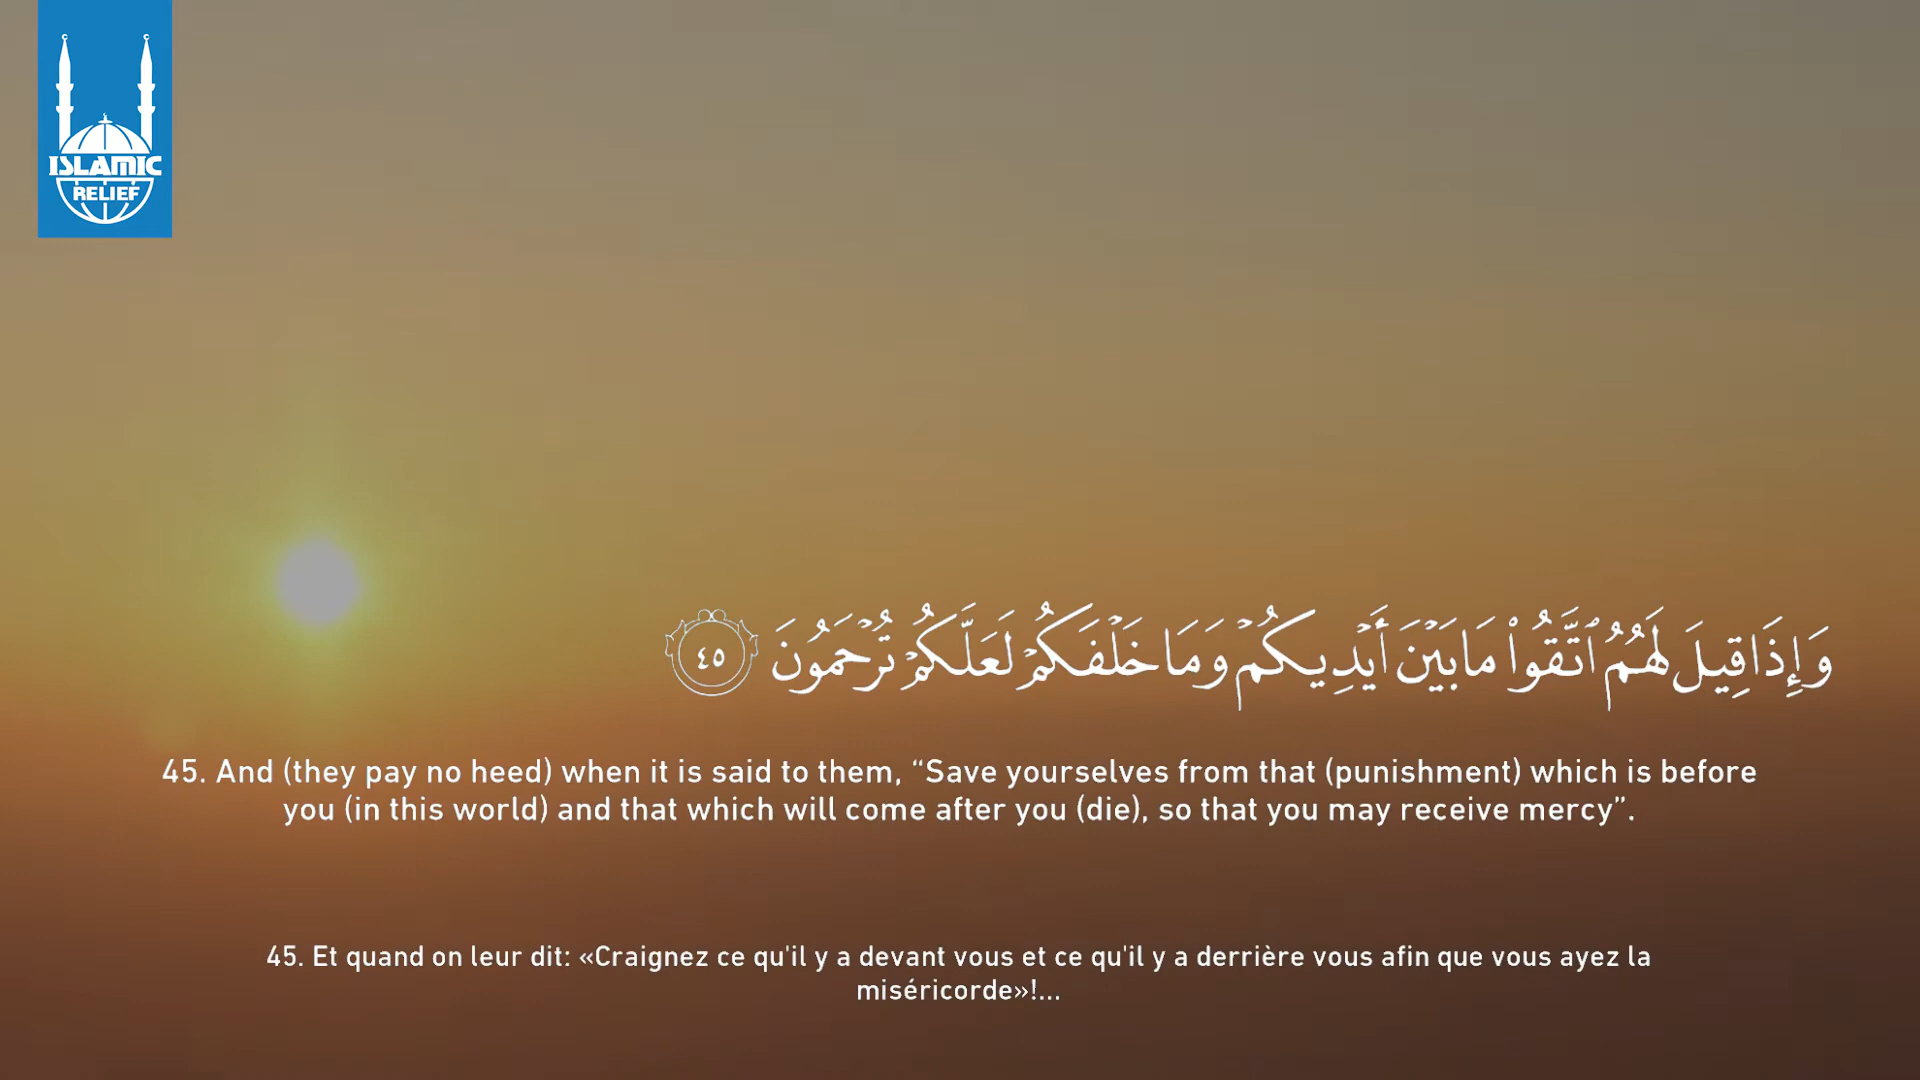 ISLAMIC
RELIEF
وَإِذَا قِيلَ لَهُمُ ٱتَّقُوا۟ مَا بَيْنَ أَيْدِيكُمْ وَمَا خَلْفَكُمْ لَعَلَّكُمْ تُرْحَمُونَ ٤٥
45. And (they pay no heed) when it is said to them, “Save yourselves from that (punishment) which is before
you (in this world) and that which will come after you (die), so that you may receive mercy”.
45. Et quand on leur dit: «Craignez ce qu'il y a devant vous et ce qu'il y a derrière vous afin que vous ayez la
miséricorde»!...